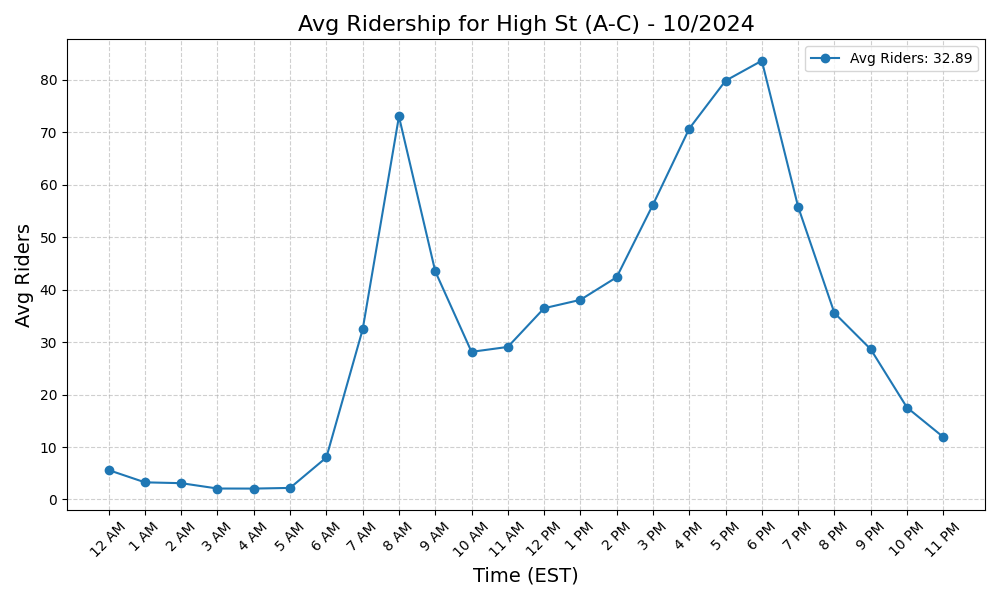 Avg Ridership for High St (A-C) - 10/2024
Avg Riders: 32.89
Avg Riders
80
70
60
50
40
30
20
10
0
12 AM
1 AM
2 AM
3 AM
4 AM
5 AM
6 AM
7 AM
8 AM
9 AM
10 AM
11 AM
12 PM
1 PM
2 PM
3 PM
4 PM
5 PM
6 PM
7 PM
8 PM
9 PM
10 PM
11 PM
Time (EST)